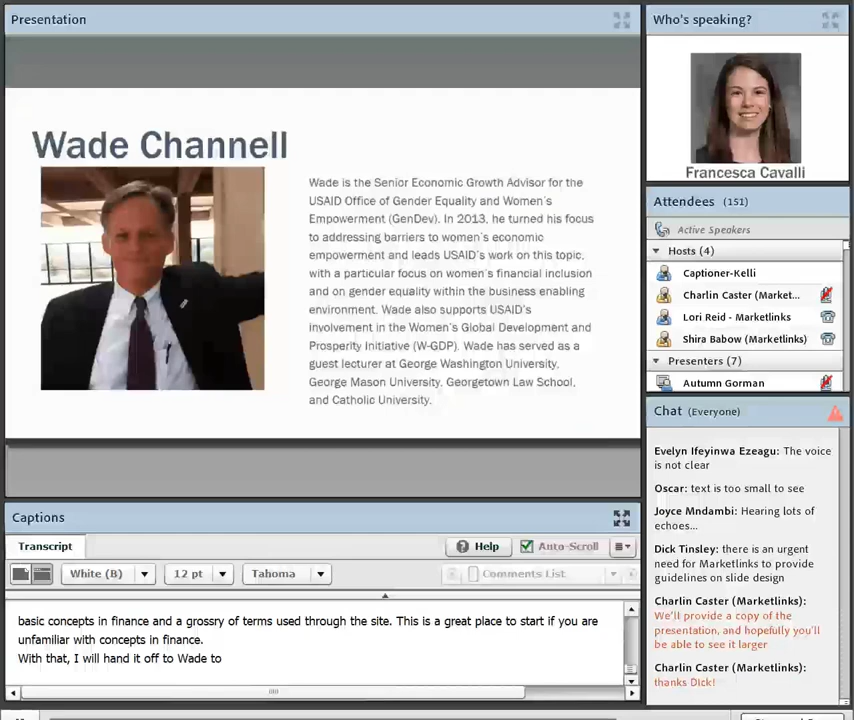 Presentation
Wade Channell
Wade is the Senior Economic Growth Advisor for the
USAID Office of Gender Equality and Women's
Empowerment (GenDev). In 2013, he turned his focus
to addressing barriers to women's economic
empowerment and leads USAID's work on this topic,
with a particular focus on women's financial inclusion
and on gender equality within the business enabling
environment. Wade also supports USAID's
involvement in the Women's Global Development and
Prosperity Initiative (W-GDP). Wade has served as a
guest lecturer at George Washington University,
George Mason University, Georgetown Law School,
and Catholic University.
Captions
Transcript
Help
Auto-Scroll
White (B)
12 pt
Tahoma
Comments List
basic concepts in finance and a grossry of terms used through the site. This is a great place to start if you are
unfamiliar with concepts in finance.
With that, I will hand it off to Wade to
Who's speaking?
Francesca Cavalli
Attendees (151)
Active Speakers
Hosts (4)
Captioner-Kelli
Charlin Caster (Market...
Lori Reid - Marketlinks
Shira Babow (Marketlinks)
Presenters (7)
Autumn Gorman
Chat (Everyone)
Evelyn Ifeyinwa Ezeagu: The voice
is not clear
Oscar: text is too small to see
Joyce Mndambi: Hearing lots of
echoes...
Dick Tinsley: there is an urgent
need for Marketlinks to provide
guidelines on slide design
Charlin Caster (Marketlinks):
We'll provide a copy of the
presentation, and hopefully you'll
be able to see it larger
Charlin Caster (Marketlinks):
thanks Dick!